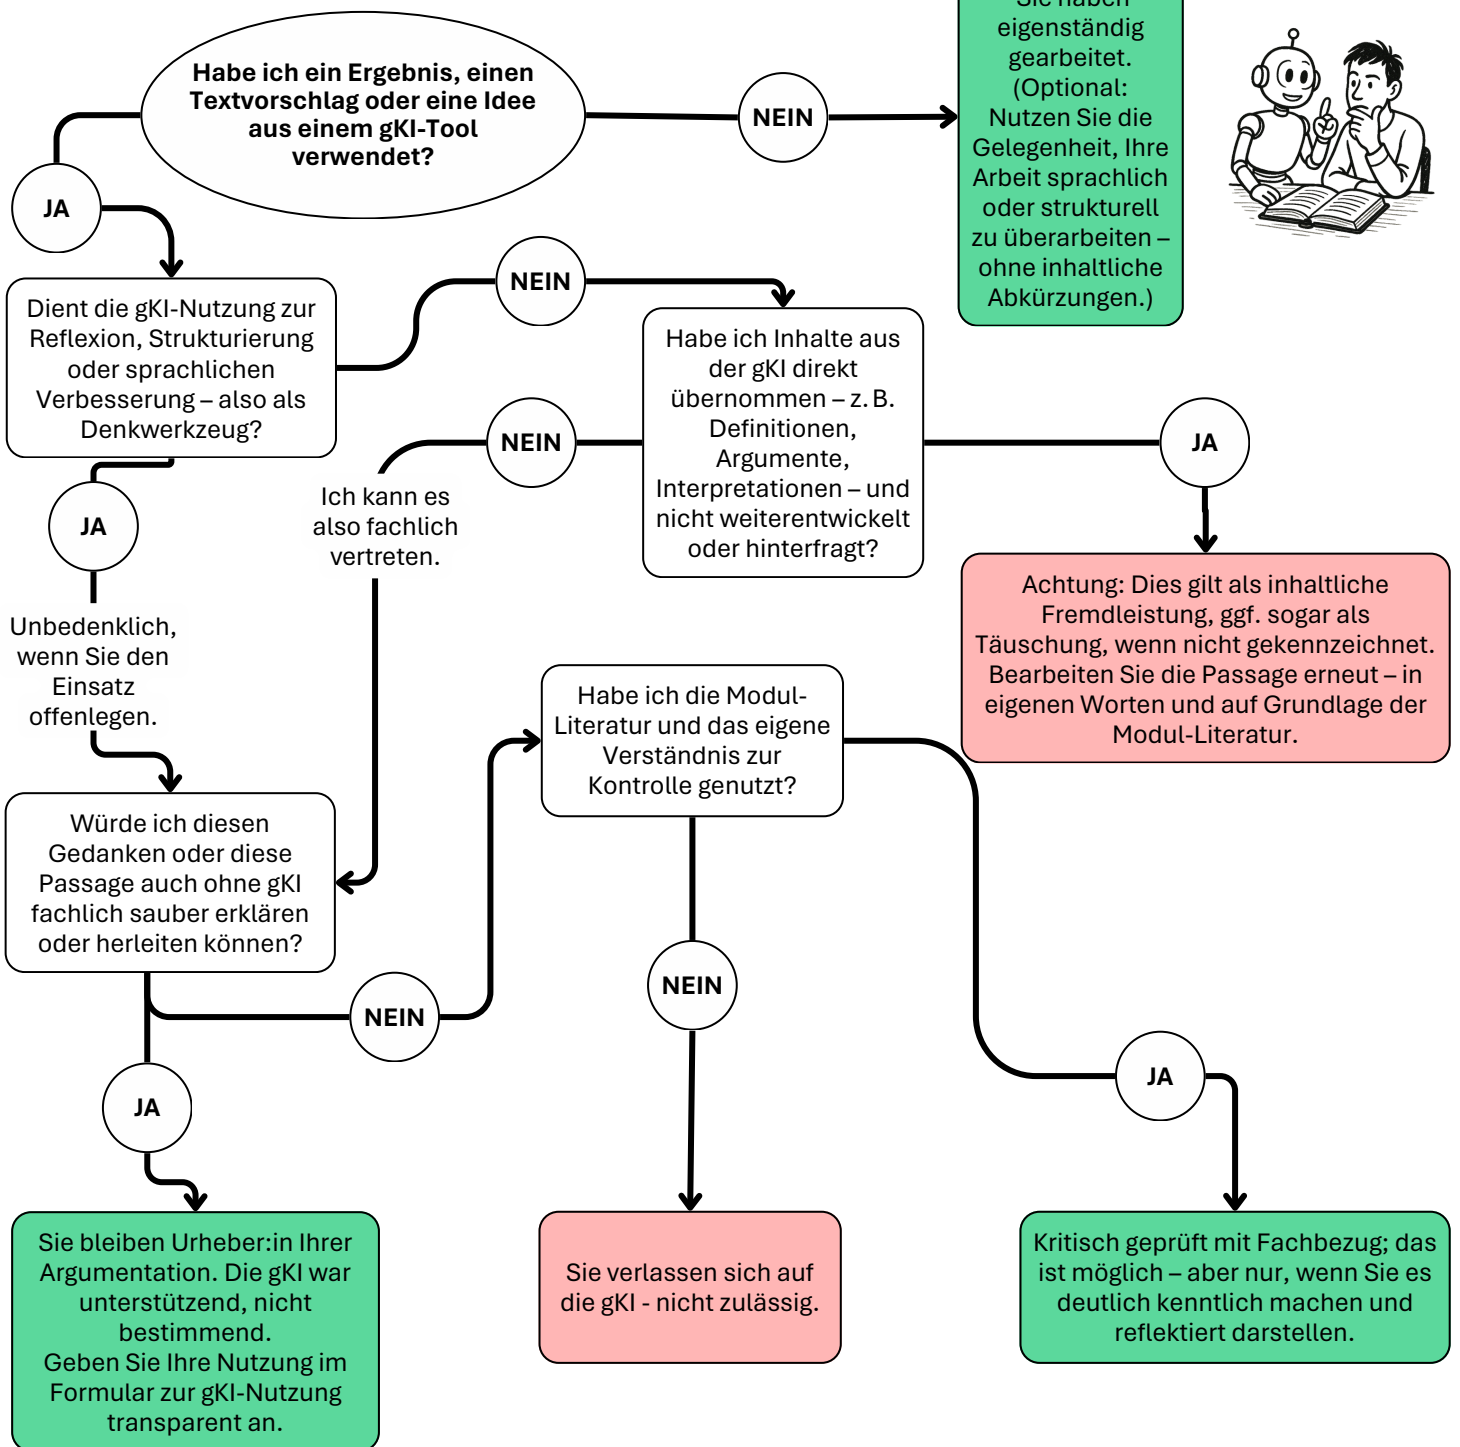 Habe ich ein Ergebnis, einen
Textvorschlag oder eine Idee
aus einem gKI-Tool
verwendet?
NEIN
Sie haben
eigenständig
gearbeitet.
(Optional:
Nutzen Sie die
Gelegenheit, Ihre
Arbeit sprachlich
oder strukturell
zu überarbeiten –
ohne inhaltliche
Abkürzungen.)
JA
Dient die gKI-Nutzung zur
Reflexion, Strukturierung
oder sprachlichen
Verbesserung – also als
Denkwerkzeug?
NEIN
Habe ich Inhalte aus
der gKI direkt
übernommen – z. B.
Definitionen,
Argumente,
Interpretationen – und
nicht weiterentwickelt
oder hinterfragt?
NEIN
Ich kann es
also fachlich
vertreten.
JA
Achtung: Dies gilt als inhaltliche
Fremdleistung, ggf. sogar als
Täuschung, wenn nicht gekennzeichnet.
Bearbeiten Sie die Passage erneut – in
eigenen Worten und auf Grundlage der
Modul-Literatur.
JA
Unbedenklich,
wenn Sie den
Einsatz
offenlegen.
Würde ich diesen
Gedanken oder diese
Passage auch ohne gKI
fachlich sauber erklären
oder herleiten können?
NEIN
Habe ich die Modul-
Literatur und das eigene
Verständnis zur
Kontrolle genutzt?
NEIN
JA
JA
Sie bleiben Urheber:in Ihrer
Argumentation. Die gKI war
unterstützend, nicht
bestimmend.
Geben Sie Ihre Nutzung im
Formular zur gKI-Nutzung
transparent an.
Sie verlassen sich auf
die gKI - nicht zulässig.
Kritisch geprüft mit Fachbezug; das
ist möglich – aber nur, wenn Sie es
deutlich kenntlich machen und
reflektiert darstellen.